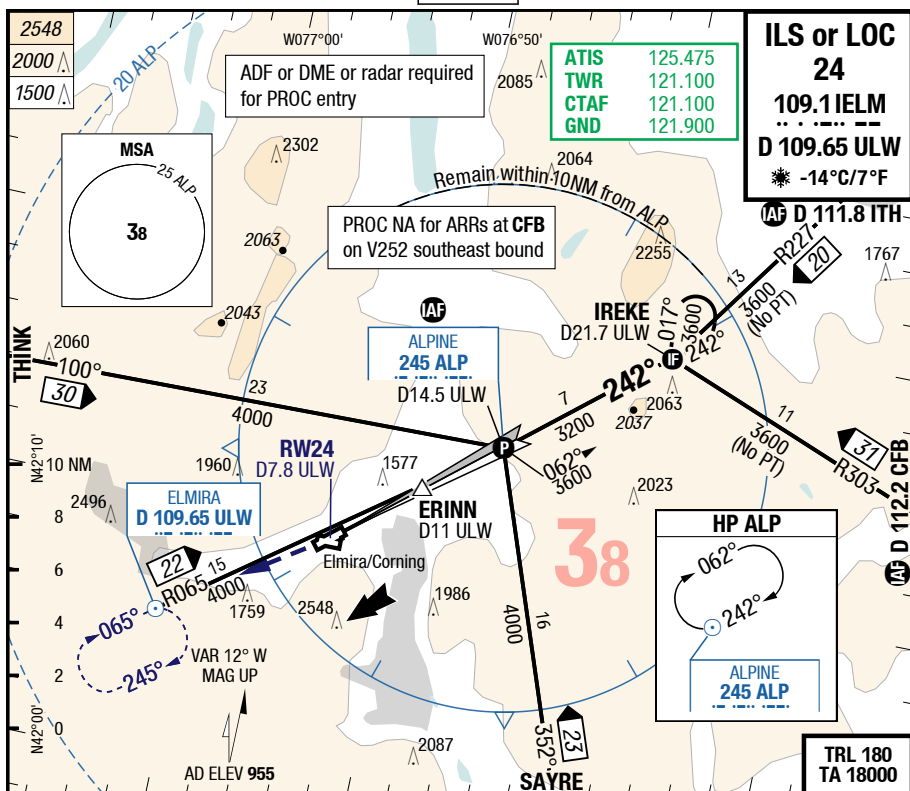 2548
2000
1500
20 ALP
W077°00'
W076°50'
ADF or DME or radar required
for PROC entry
2085
ATIS 125.475
TWR 121.100
CTAF 121.100
GND 121.900
ILS or LOC
24
109.1 IELM
D 109.65 ULW
-14°C/7°F
IAF D 111.8 ITH
MSA
25 ALP
38
2302
2064
Remain within 10NM from ALP
PROC NA for ARRs at CFB
on V252 southeast bound
2063
2255
R227
20
1767
13
3600
(No PT)
2043
IAF
IREKE
D21.7 ULW
017°
3600
242°
IF
THINK
2060
100°
30
23
4000
ALPINE
245 ALP
D14.5 ULW
242°
7
3200
2063
2037
11
3600
(No PT)
31
R303
IAF D 112.2 CFB
N42°10'
10 NM
8
6
4
2
0
N42°00'
RW24
D7.8 ULW
1960
1577
P
062°
3600
2496
ELMIRA
D 109.65 ULW
ERINN
D11 ULW
2023
38
HP ALP
062°
242°
ALPINE
245 ALP
22
R065
15
4000
Elmira/Corning
1759
2548
1986
16
4000
065°
245°
VAR 12° W
MAG UP
AD ELEV 955
2087
352°
23
SAYRE
TRL 180
TA 18000